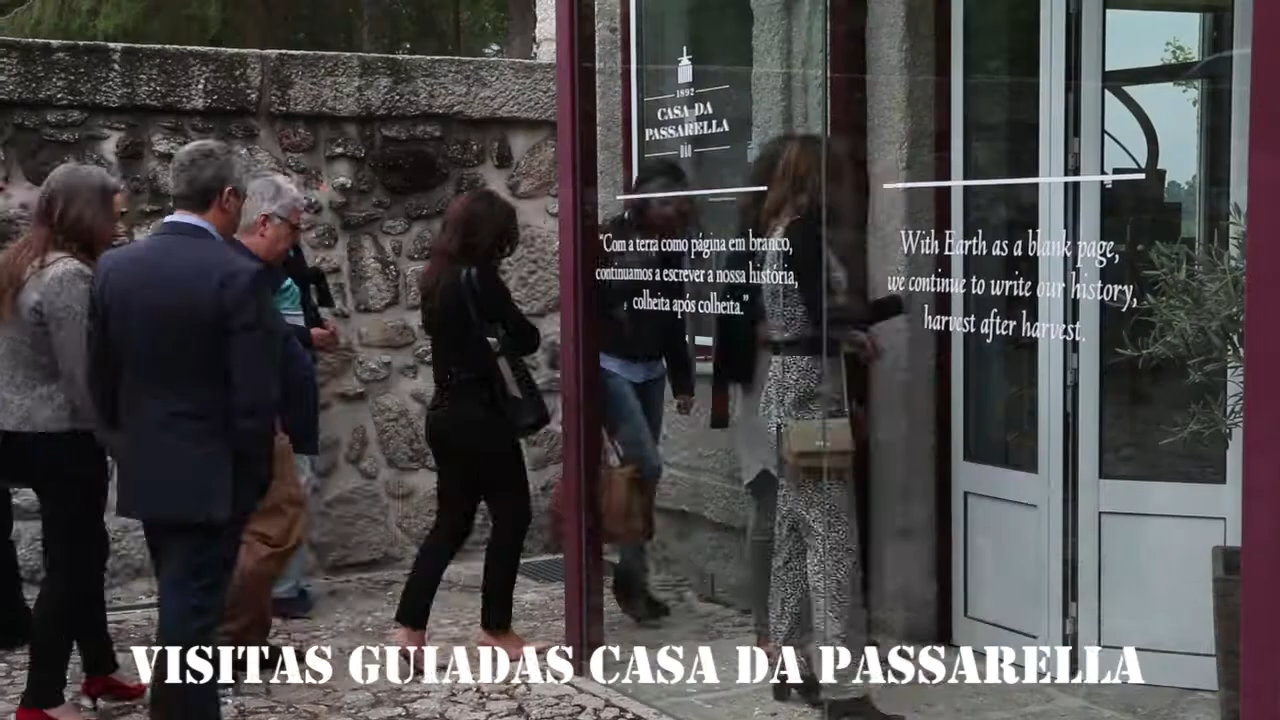 1892
CASA DA
PASSARELLA
DÃO
“Com a terra como página em branco,
continuamos a escrever a nossa história,
colheita após colheita.”
With Earth as a blank page,
we continue to write our history,
harvest after harvest.
VISITAS GUIADAS CASA DA PASSARELLA